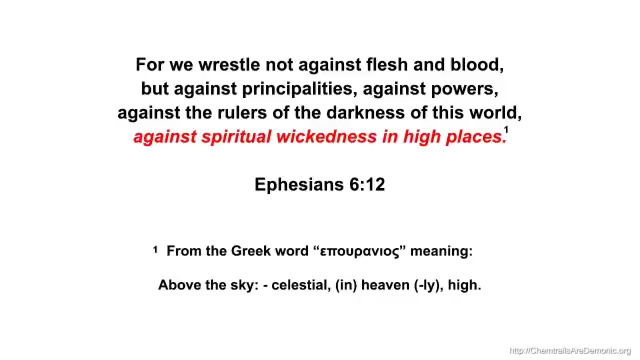 For we wrestle not against flesh and blood,
but against principalities, against powers,
against the rulers of the darkness of this world,
against spiritual wickedness in high places.¹
Ephesians 6:12
¹ From the Greek word “επουρανιος” meaning:
Above the sky: - celestial, (in) heaven (-ly), high.
http://ChemtrailsAreDemonic.org